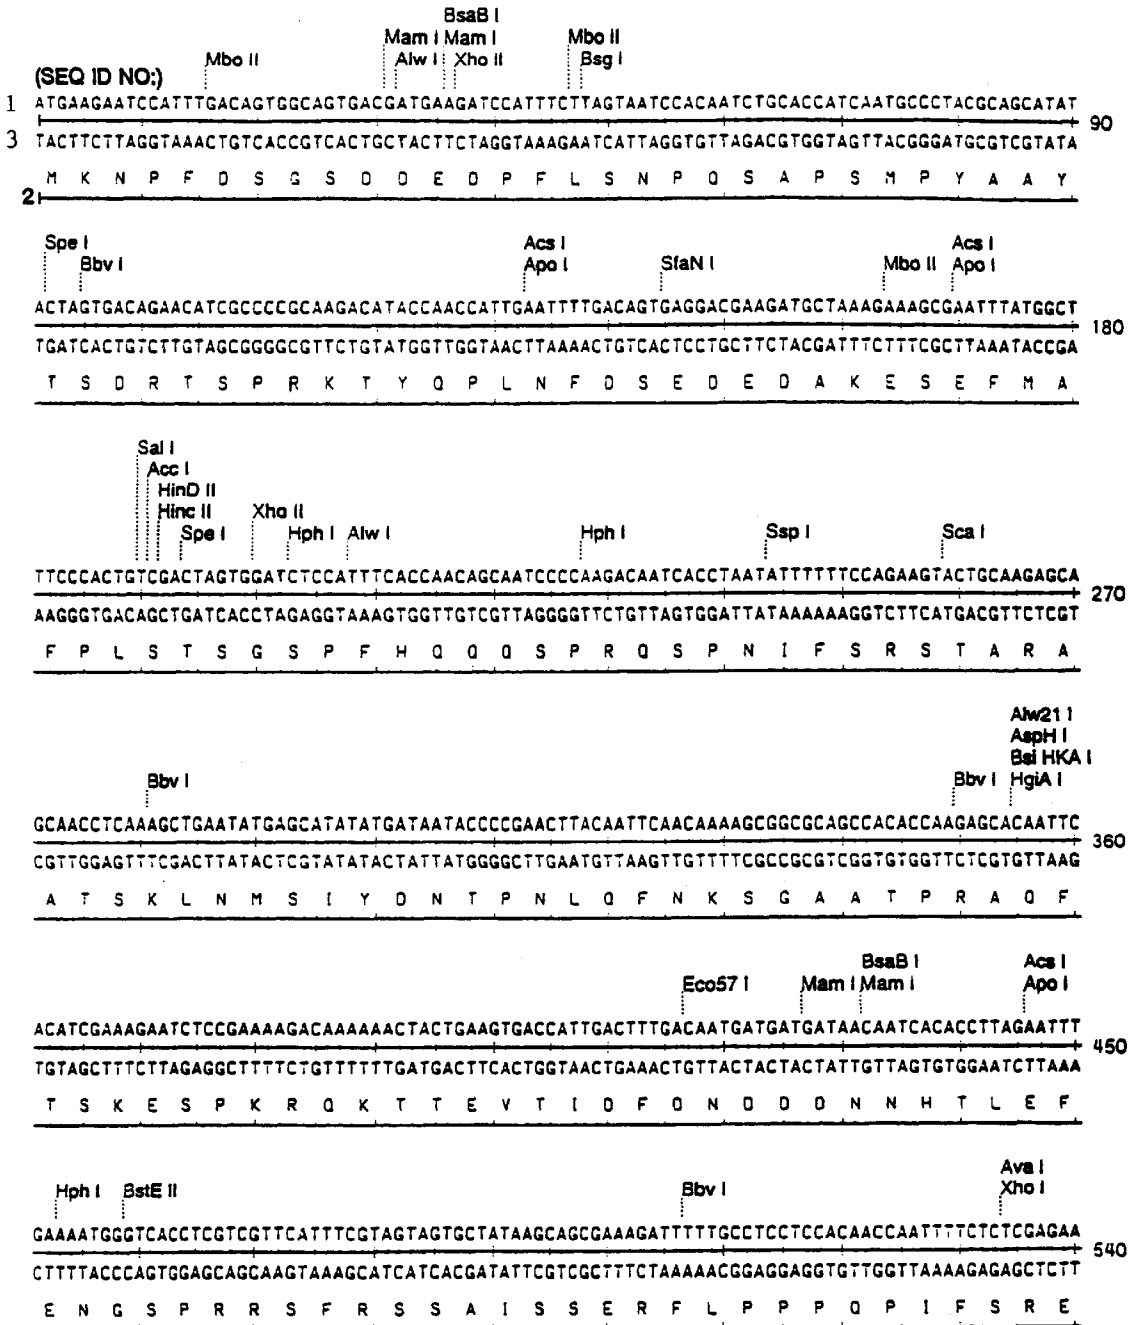 BsaB I
Mbo II Mam I Mam I Mbo II
Alw I Xho II Bsg I
(SEQ ID NO:)
1 ATGAAGAATCCATTTGACAGTGGCAGTGACGATGAAGATCCATTTCTTAGTAATCCACAATCTGCACCATCAATGCCCTACGCAGCATAT
90
3 TACTTCTTAGGTAAACTGTCACCGTCACTGCTACTTCTAGGTAAAGAATCATTAGGTGTTAGACGTGGTAGTTACGGGATGCGTCGTATA
M K N P F D S G S D D E D P F L S N P Q S A P S M P Y A A Y
2
Spe I Acs I Acs I
Bbv I Apo I SfaN I Mbo II Apo I
ACTAGTGACAGAACATCGCCCCGCAAGACATACCAACCATTGAATTTTGACAGTGAGGACGAAGATGCTAAAGAAAGCGAATTTATGGCT
180
TGATCACTGTCTTGTAGCGGGGCGTTCTGTATGGTTGGTAACTTAAAACTGTCACTCCTGCTTCTACGATTTCTTTCGCTTAAATACCGA
T S D R T S P R K T Y Q P L N F D S E D E D A K E S E F M A
Sal I
Acc I
HinD II
Hinc II Xho II
Spe I Hph I Alw I Hph I Ssp I Sca I
TTCCCACTGTCGACTAGTGGATCTCCATTTCACCAACAGCAATCCCCAAGACAATCACCTAATATTTTTTCCAGAAGTACTGCAAGAGCA
270
AAGGGTGACAGCTGATCACCTAGAGGTAAAGTGGTTGTCGTTAGGGGTTCTGTTAGTGGATTATAAAAAAGGTCTTCATGACGTTCTCGT
F P L S T S G S P F H Q Q Q S P R Q S P N I F S R S T A R A
Alw21 I
AspH I
Bsi HKA I
Bbv I Bbv I HgiA I
GCAACCTCAAAGCTGAATATGAGCATATATGATAATACCCCGAACTTACAATTCAACAAAAGCGGCGCAGCCACACCAAGAGCACAATTC
360
CGTTGGAGTTTCGACTTATACTCGTATATACTATTATGGGGCTTGAATGTTAAGTTGTTTTCGCCGCGTCGGTGTGGTTCTCGTGTTAAG
A T S K L N M S I Y D N T P N L Q F N K S G A A T P R A Q F
BsaB I Acs I
Eco57 I Mam I Mam I Apo I
ACATCGAAAGAATCTCCGAAAAGACAAAAAACTACTGAAGTGACCATTGACTTTGACAATGATGATGATAACAATCACACCTTAGAATTT
450
TGTAGCTTTCTTAGAGGCTTTTCTGTTTTTTGATGACTTCACTGGTAACTGAAACTGTTACTACTACTATTGTTAGTGTGGAATCTTAAA
T S K E S P K R Q K T T E V T I D F D N D D D N N H T L E F
Ava I
Hph I BstE II Bbv I Xho I
GAAAATGGGTCACCTCGTCGTTCATTTCGTAGTAGTGCTATAAGCAGCGAAAGATTTTTGCCTCCTCCACAACCAATTTTCTCTCGAGAA
540
CTTTTACCCAGTGGAGCAGCAAGTAAAGCATCATCACGATATTCGTCGCTTTCTAAAAACGGAGGAGGTGTTGGTTAAAAGAGAGCTCTT
E N G S P R R S F R S S A I S S E R F L P P P Q P I F S R E